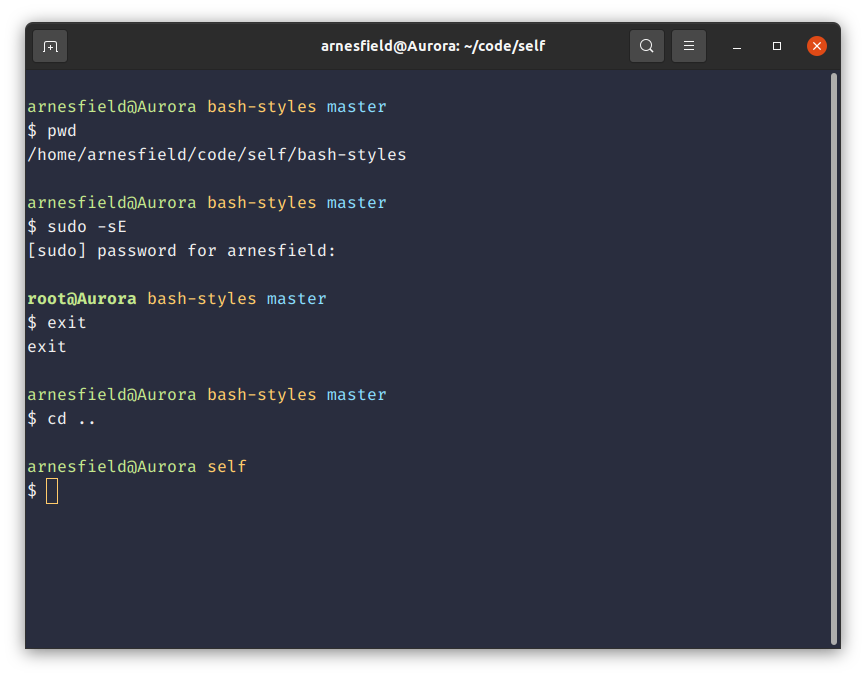 arnesfield@Aurora: ~/code/self
arnesfield@Aurora bash-styles master
$ pwd
/home/arnesfield/code/self/bash-styles
arnesfield@Aurora bash-styles master
$ sudo -sE
[sudo] password for arnesfield:
root@Aurora bash-styles master
$ exit
exit
arnesfield@Aurora bash-styles master
$ cd ..
arnesfield@Aurora self
$